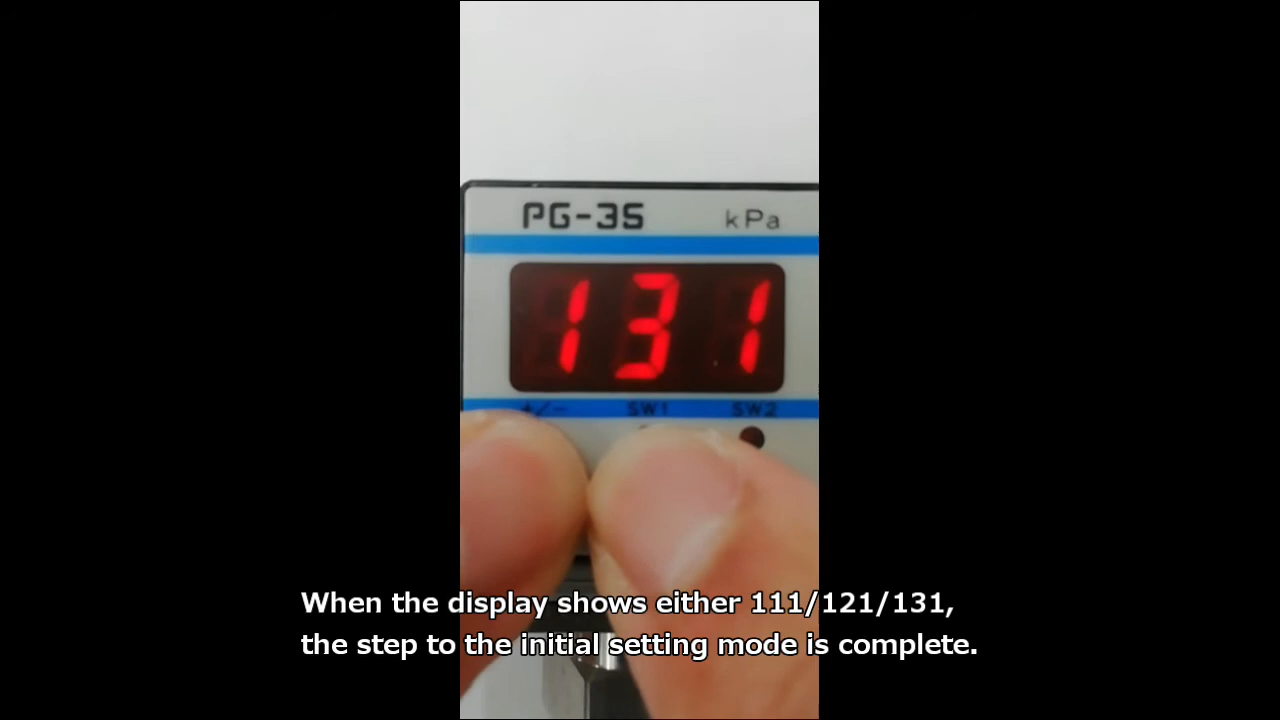 PG-3S kPa
131
+/- SW1 SW2
When the display shows either 111/121/131,
the step to the initial setting mode is complete.